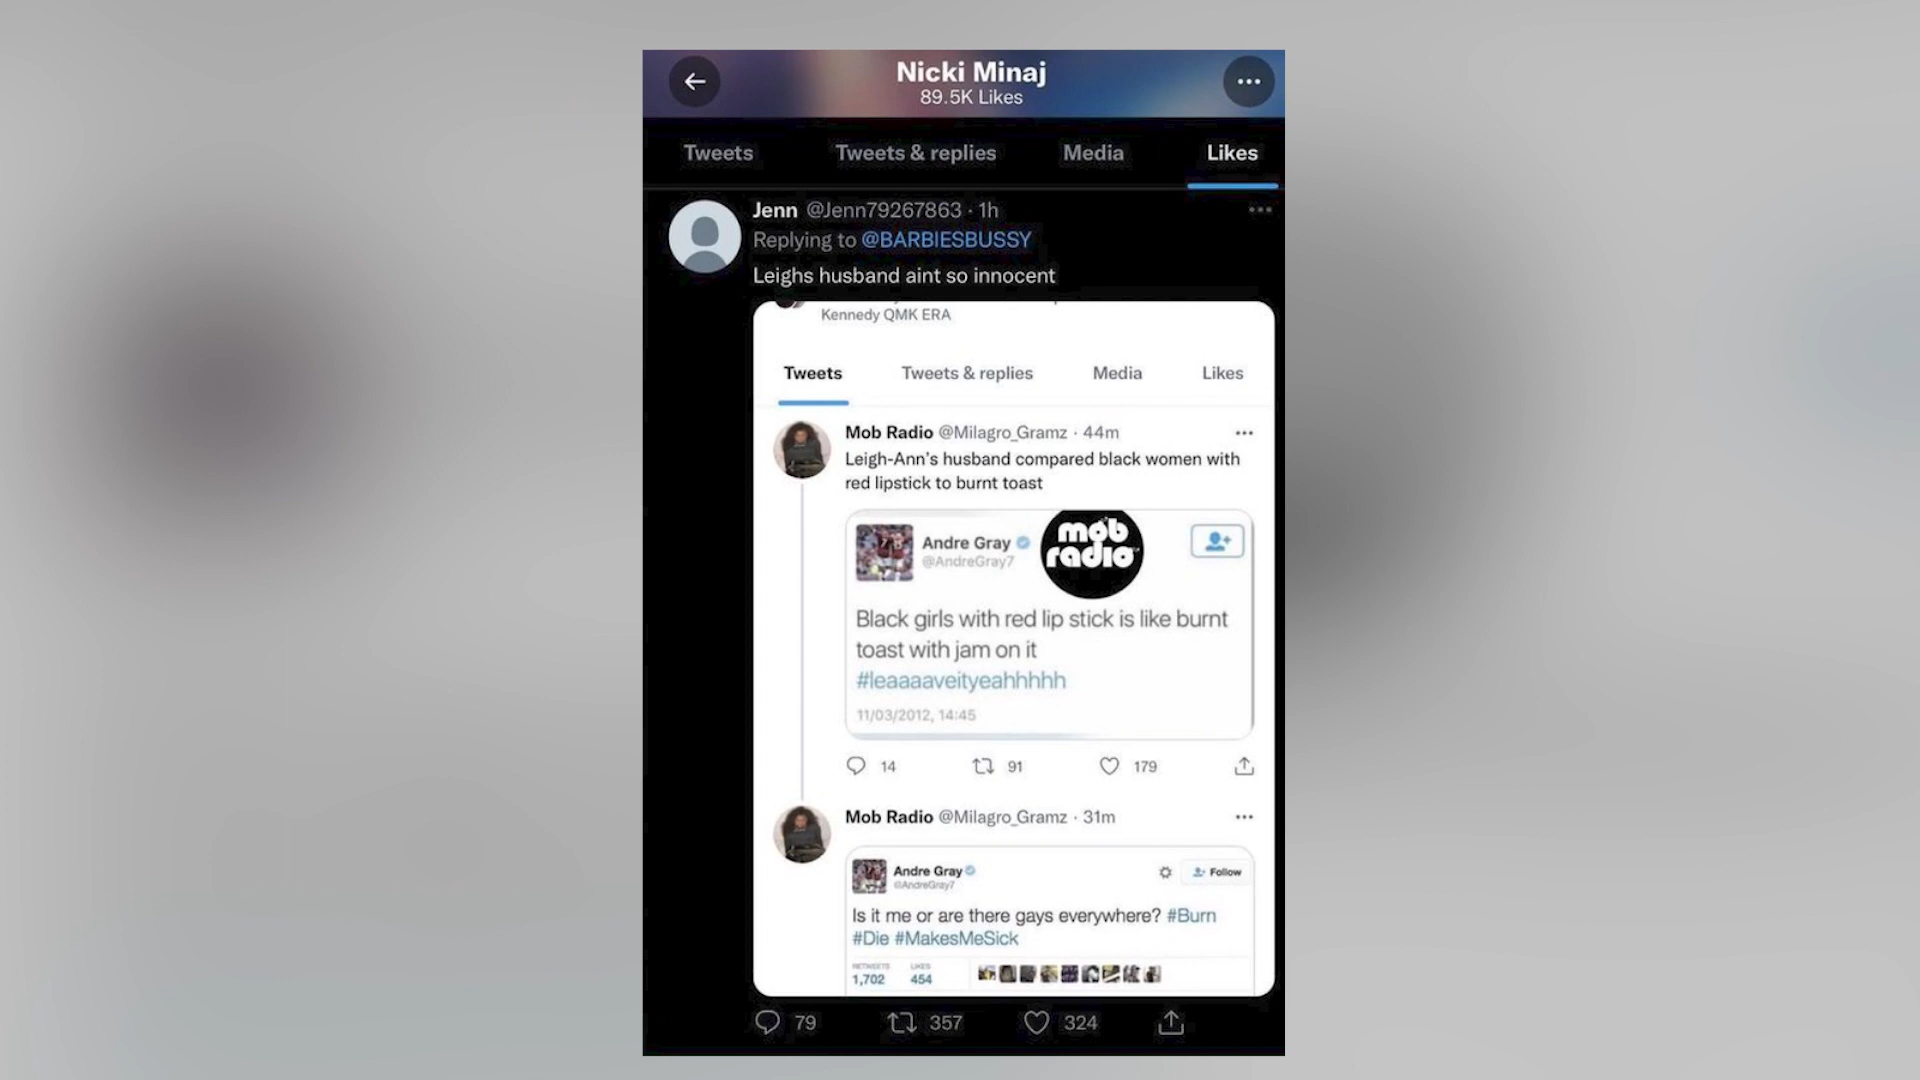 Nicki Minaj
89.5K Likes
Tweets Tweets & replies Media Likes
Jenn @Jenn79267863 · 1h
Replying to @BARBIESBUSSY
Leighs husband aint so innocent
Kennedy QMK ERA
Tweets Tweets & replies Media Likes
Mob Radio @Milagro_Gramz · 44m
Leigh-Ann's husband compared black women with
red lipstick to burnt toast
Andre Gray
@AndreGray7
mob
radio
Black girls with red lip stick is like burnt
toast with jam on it
#leaaaaveityeahhhhh
11/03/2012, 14:45
14 91 179
Mob Radio @Milagro_Gramz · 31m
Andre Gray
@AndreGray7
Follow
Is it me or are there gays everywhere? #Burn
#Die #MakesMeSick
RETWEETS LIKES
1,702 454
79 357 324